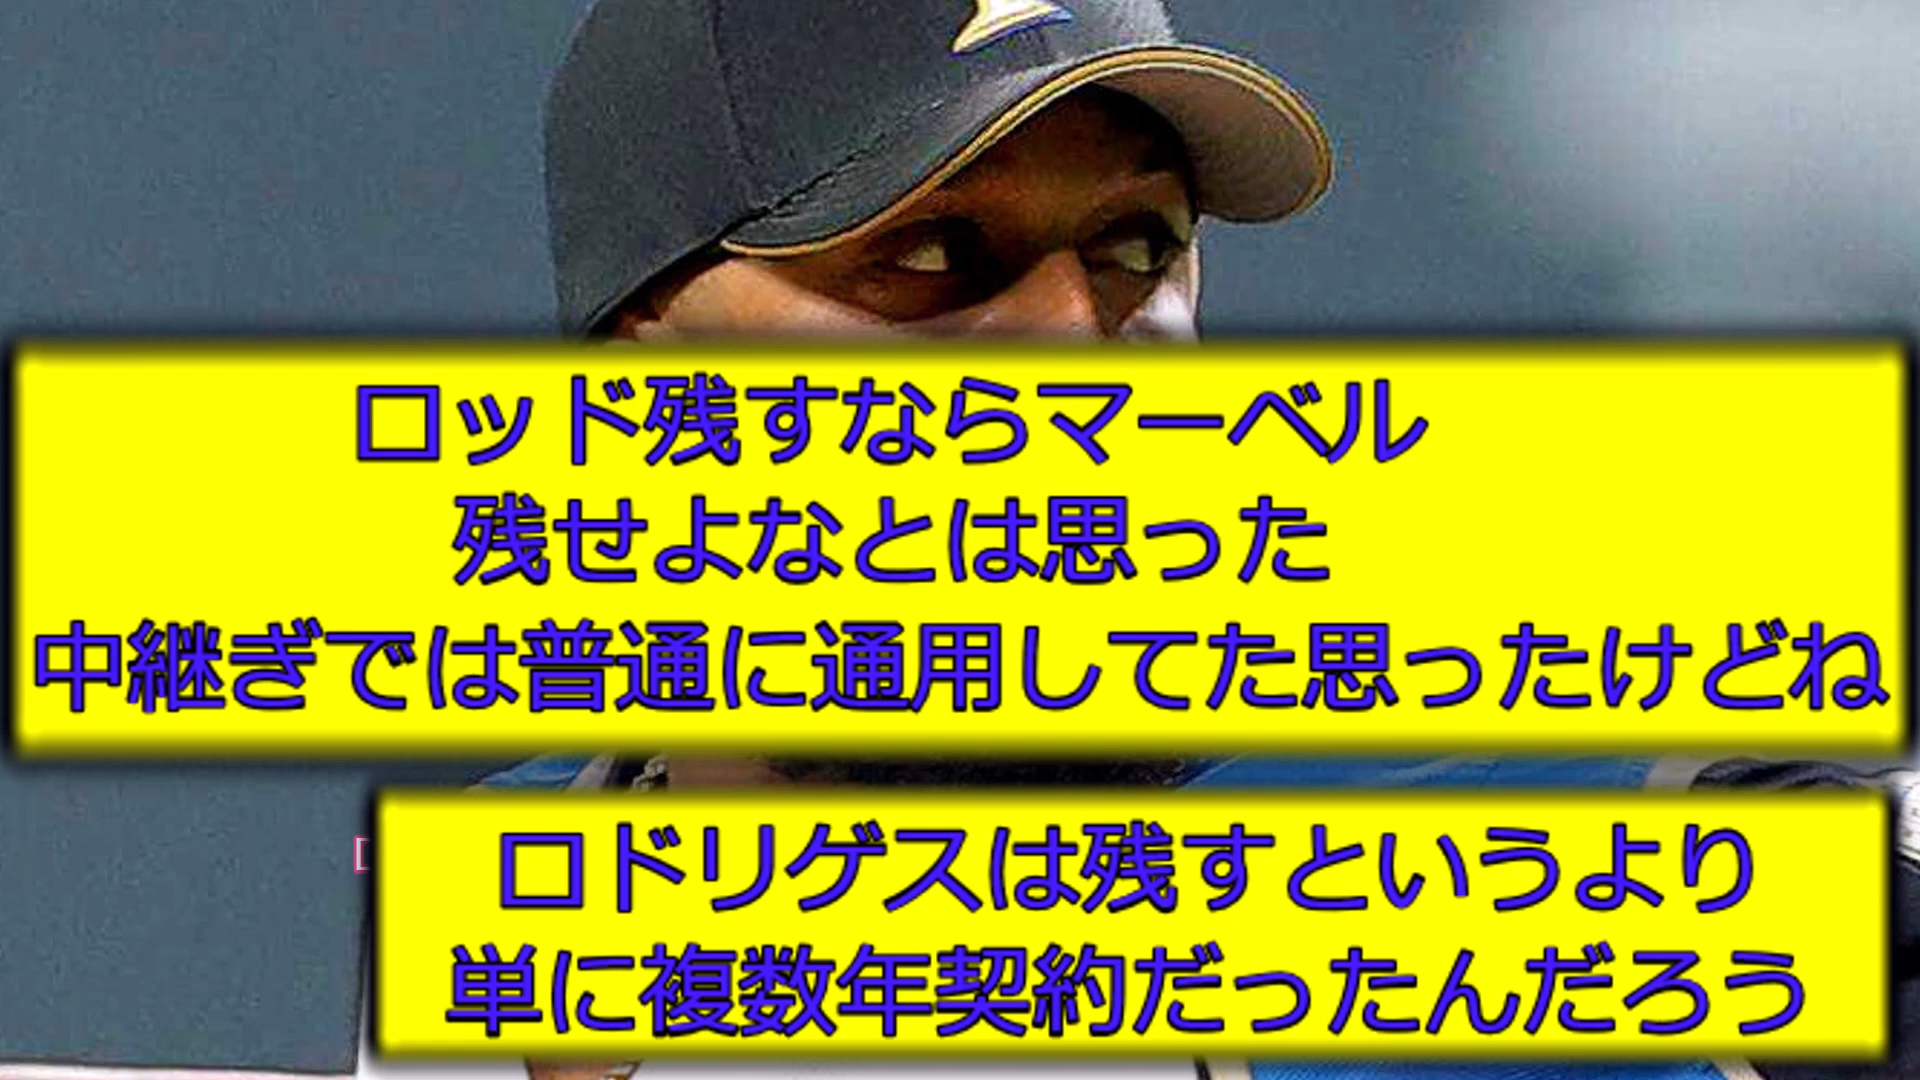 ロッド残すならマーベル
残せよなとは思った
中継ぎでは普通に通用してた思ったけどね
ロドリゲスは残すというより
単に複数年契約だったんだろう